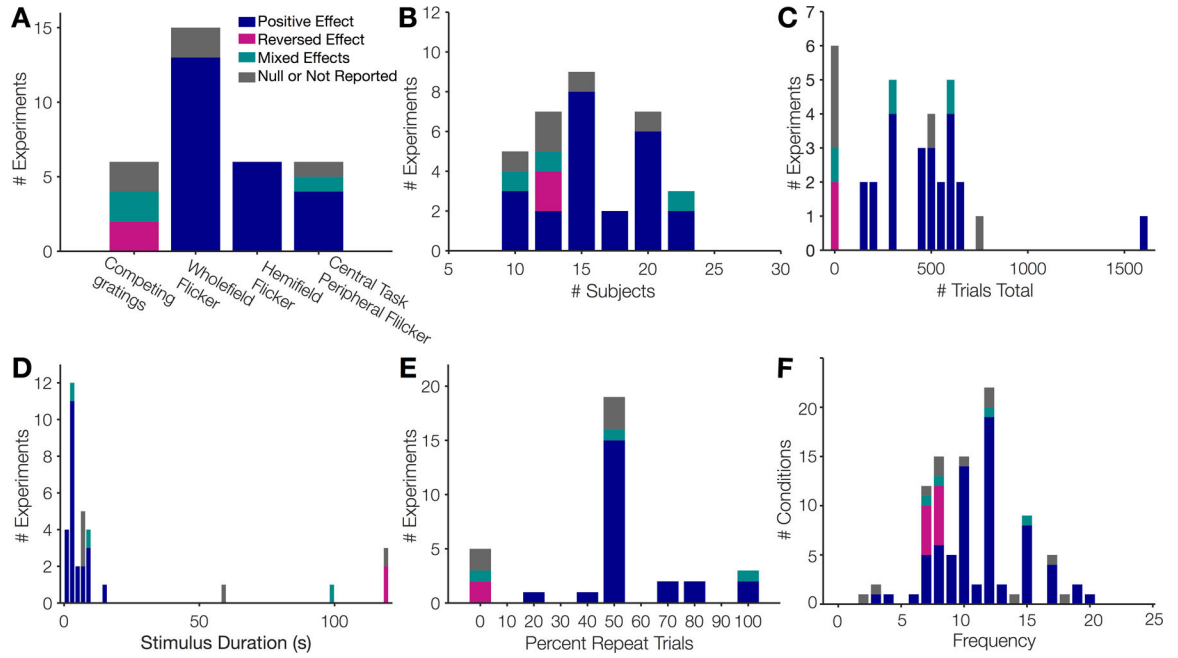 A
# Experiments
15
10
5
0
Positive Effect
Reversed Effect
Mixed Effects
Null or Not Reported
Competing
gratings
Wholefield
Flicker
Hemifield
Flicker
Central Task
Peripheral Flilcker
B
# Experiments
12
10
8
6
4
2
0
5 10 15 20 25 30
# Subjects
C
# Experiments
7
6
5
4
3
2
1
0
0 500 1000 1500
# Trials Total
D
# Experiments
12
10
8
6
4
2
0
0 50 100
Stimulus Duration (s)
E
# Experiments
20
15
10
5
0
0 10 20 30 40 50 60 70 80 90 100
Percent Repeat Trials
F
# Conditions
20
15
10
5
0
0 5 10 15 20 25
Frequency